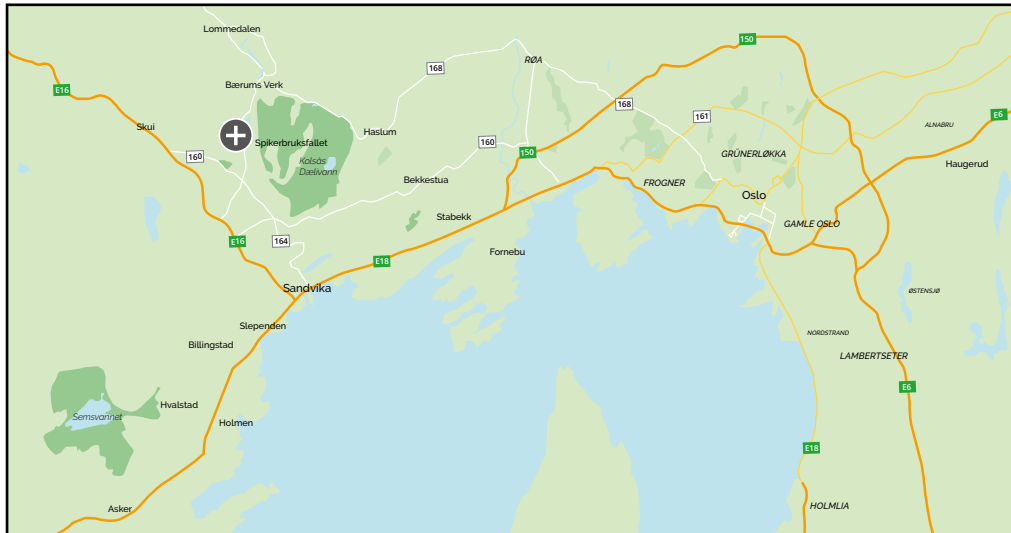 Lommedalen
150
RØA
168
Bærums Verk
E16
168
E6
161
ALNABRU
Skui
Haslum
Spikerbruksfallet
160
150
160
GRÜNERLØKKA
Kolsås
Dælivann
Haugerud
Bekkestua
FROGNER
Oslo
Stabekk
GAMLE OSLO
E16
164
Fornebu
E18
Sandvika
ØSTENSJØ
Slependen
NORDSTRAND
Billingstad
LAMBERTSETER
E6
Hvalstad
Semsvannet
Holmen
E18
Asker
HOLMLIA